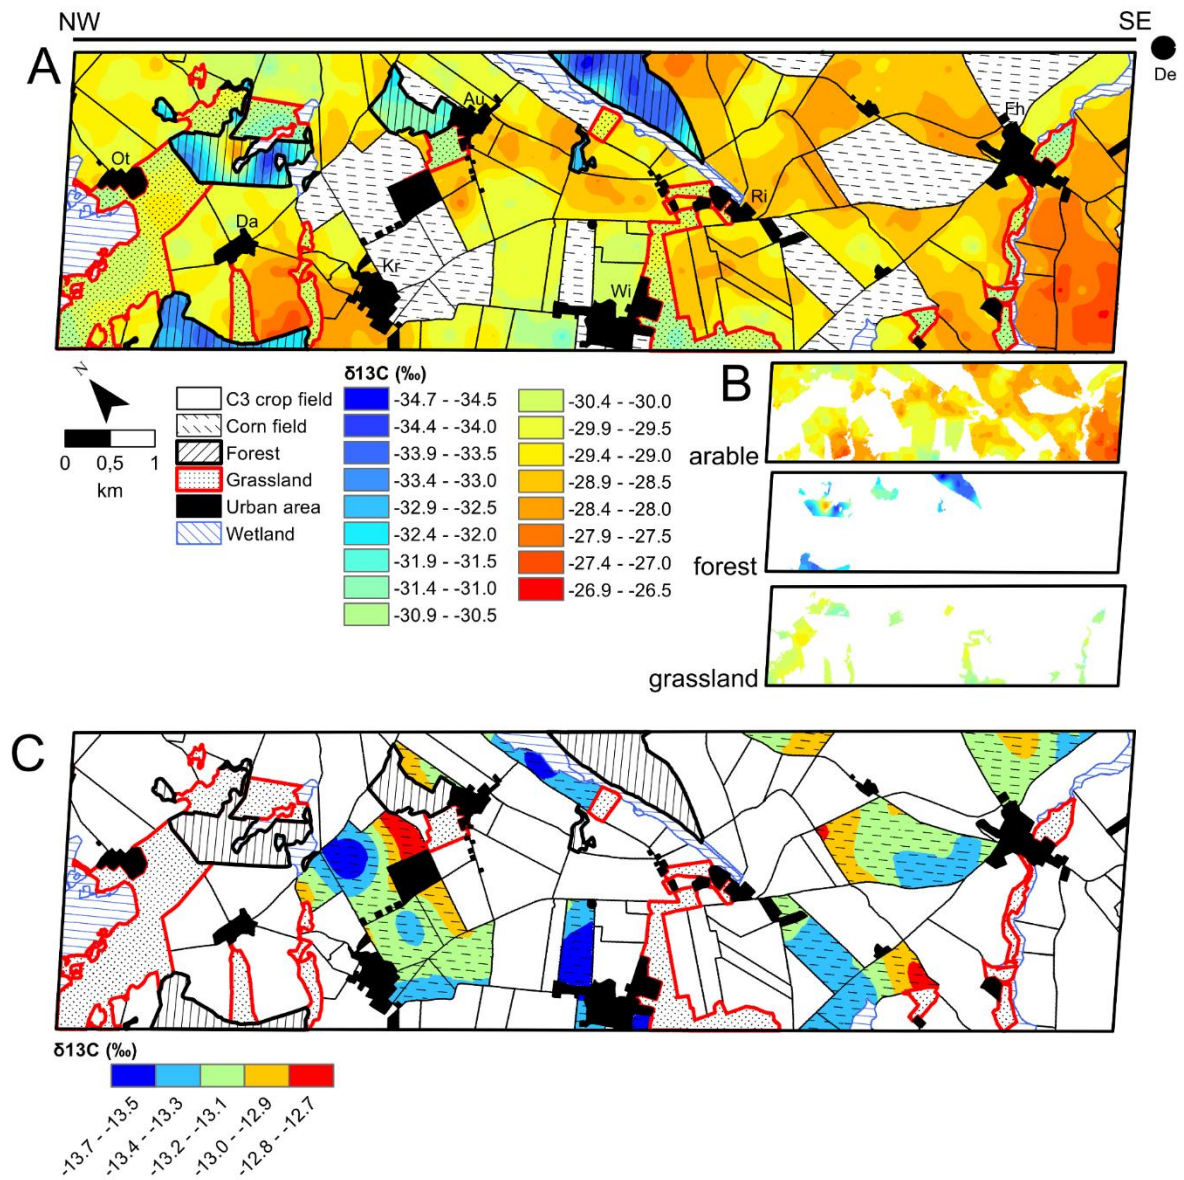 NW
SE
A
De
Au
Fh
Ot
Ri
Da
Kr
Wi
N
0 0,5 1
km
C3 crop field
Corn field
Forest
Grassland
Urban area
Wetland
δ13C (‰)
-34.7 - -34.5
-34.4 - -34.0
-33.9 - -33.5
-33.4 - -33.0
-32.9 - -32.5
-32.4 - -32.0
-31.9 - -31.5
-31.4 - -31.0
-30.9 - -30.5
-30.4 - -30.0
-29.9 - -29.5
-29.4 - -29.0
-28.9 - -28.5
-28.4 - -28.0
-27.9 - -27.5
-27.4 - -27.0
-26.9 - -26.5
B
arable
forest
grassland
C
δ13C (‰)
-13.7 - -13.5
-13.4 - -13.3
-13.2 - -13.1
-13.0 - -12.9
-12.8 - -12.7